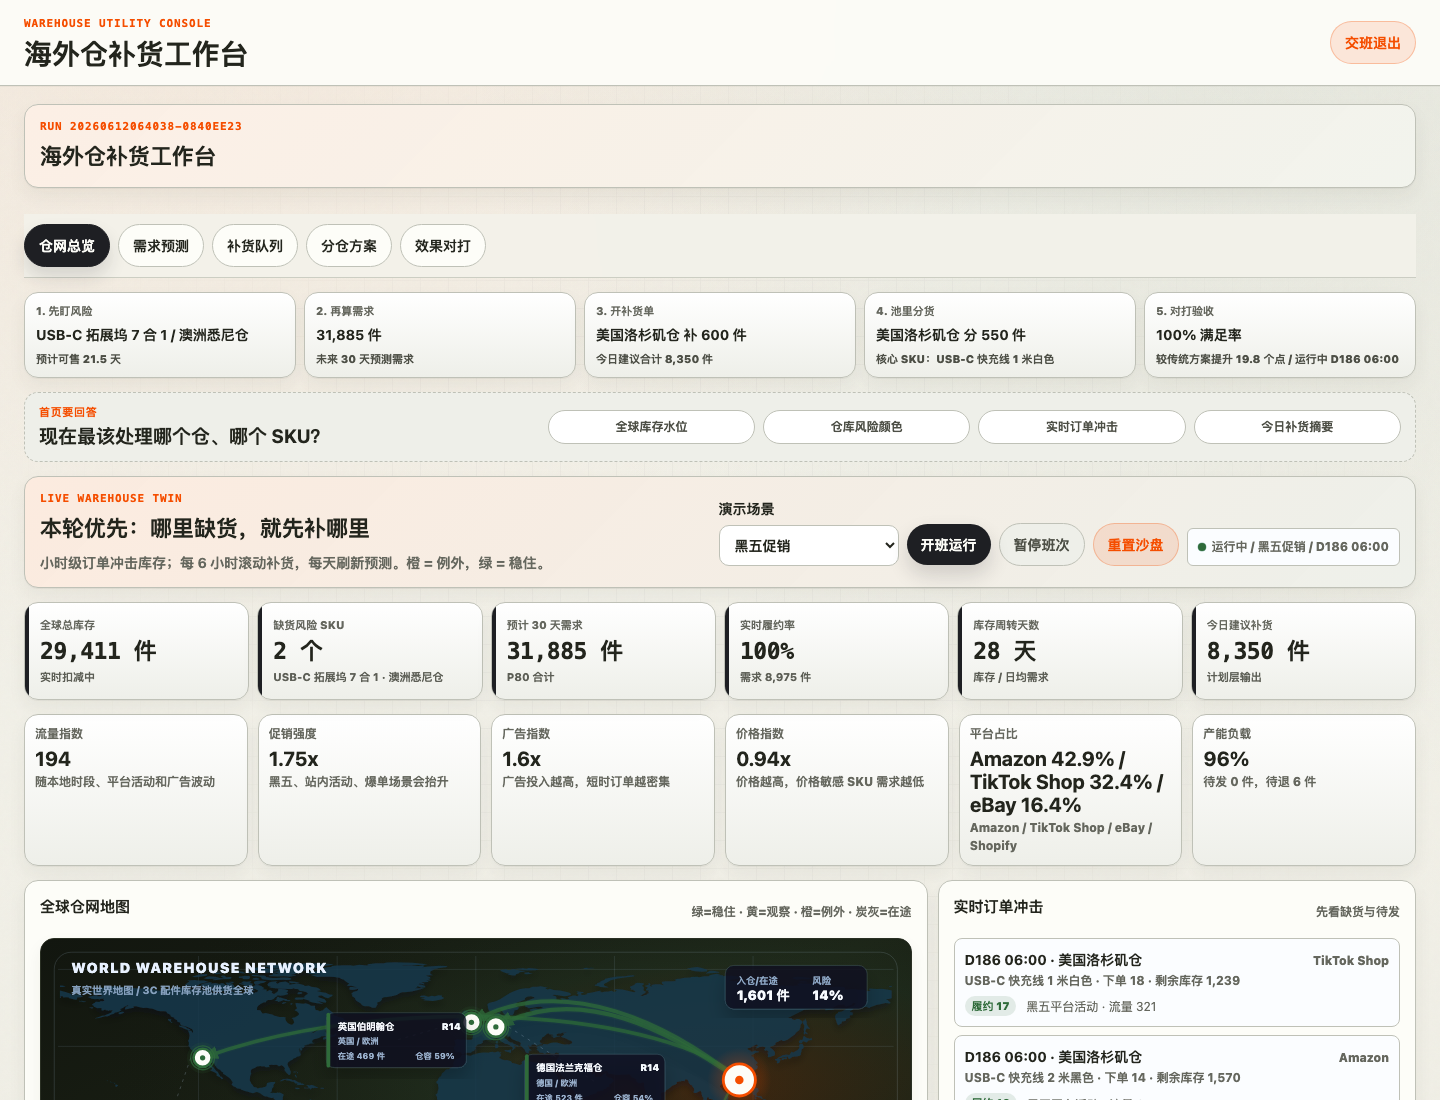 WAREHOUSE UTILITY CONSOLE
海外仓补货工作台
交班退出
RUN 20260612064038-0840EE23
海外仓补货工作台
仓网总览
需求预测
补货队列
分仓方案
效果对打
1. 先盯风险
USB-C 拓展坞 7 合 1 / 澳洲悉尼仓
预计可售 21.5 天
2. 再算需求
31,885 件
未来 30 天预测需求
3. 开补货单
美国洛杉矶仓 补 600 件
今日建议合计 8,350 件
4. 池里分货
美国洛杉矶仓 分 550 件
核心 SKU：USB-C 快充线 1 米白色
5. 对打验收
100% 满足率
较传统方案提升 19.8 个点 / 运行中 D186 06:00
首页要回答
现在最该处理哪个仓、哪个 SKU?
全球库存水位
仓库风险颜色
实时订单冲击
今日补货摘要
LIVE WAREHOUSE TWIN
本轮优先：哪里缺货，就先补哪里
小时级订单冲击库存；每 6 小时滚动补货，每天刷新预测。橙 = 例外，绿 = 稳住。
演示场景
黑五促销
开班运行
暂停班次
重置沙盘
运行中 / 黑五促销 / D186 06:00
全球总库存
29,411 件
实时扣减中
缺货风险 SKU
2 个
USB-C 拓展坞 7 合 1 · 澳洲悉尼仓
预计 30 天需求
31,885 件
P80 合计
实时履约率
100%
需求 8,975 件
库存周转天数
28 天
库存 / 日均需求
今日建议补货
8,350 件
计划层输出
流量指数
194
随本地时段、平台活动和广告波动
促销强度
1.75x
黑五、站内活动、爆单场景会抬升
广告指数
1.6x
广告投入越高，短时订单越密集
价格指数
0.94x
价格越高，价格敏感 SKU 需求越低
平台占比
Amazon 42.9% /
TikTok Shop 32.4% /
eBay 16.4%
Amazon / TikTok Shop / eBay /
Shopify
产能负载
96%
待发 0 件，待退 6 件
全球仓网地图
绿=稳住 · 黄=观察 · 橙=例外 · 炭灰=在途
WORLD WAREHOUSE NETWORK
真实世界地图 / 3C 配件库存池供货全球
入仓/在途
1,601 件
风险
14%
英国伯明翰仓
R14
英国 / 欧洲
在途 469 件
仓容 59%
德国法兰克福仓
R14
德国 / 欧洲
在途 523 件
仓容 54%
实时订单冲击
先看缺货与待发
D186 06:00 · 美国洛杉矶仓
TikTok Shop
USB-C 快充线 1 米白色 · 下单 18 · 剩余库存 1,239
履约 17
黑五平台活动 · 流量 321
D186 06:00 · 美国洛杉矶仓
Amazon
USB-C 快充线 2 米黑色 · 下单 14 · 剩余库存 1,570